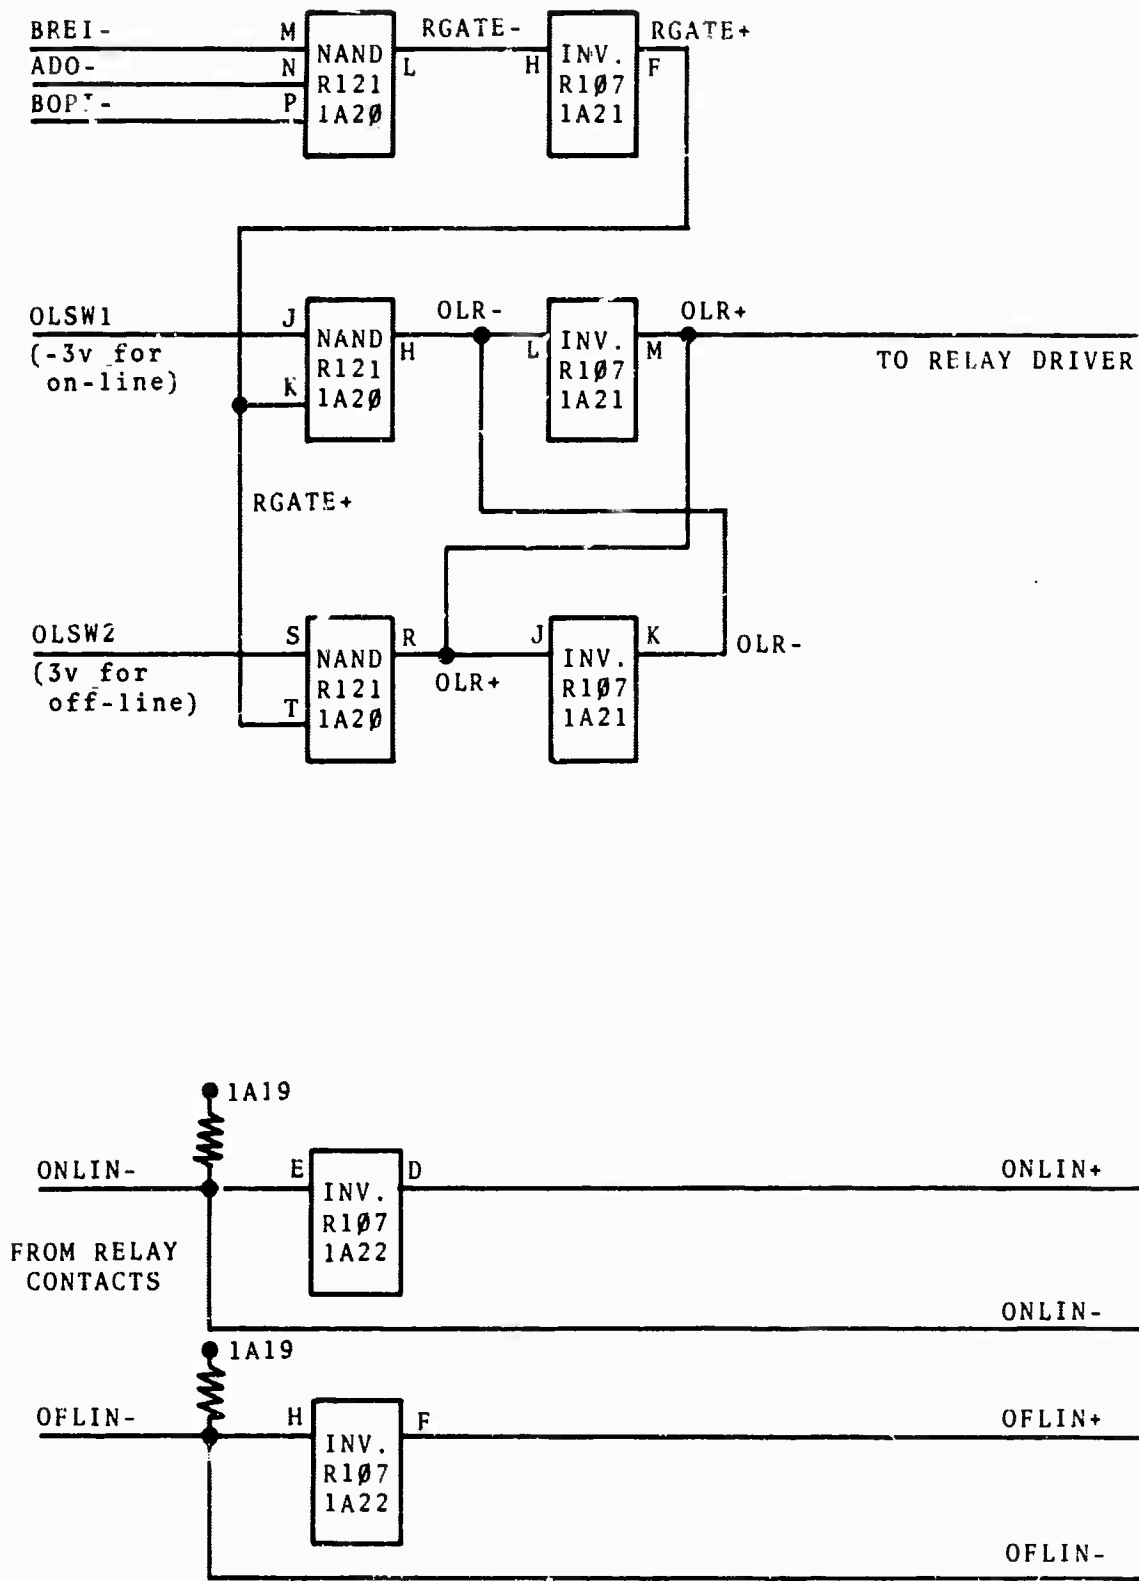 BREI-
M
NAND
R121
1A2Ø
L
RGATE-
H
INV.
R1Ø7
1A21
F
RGATE+
ADO-
N
P
OLSW1
(-3v for
on-line)
J
K
NAND
R121
1A2Ø
H
OLR-
L
INV.
R1Ø7
1A21
M
OLR+
TO RELAY DRIVER
RGATE+
OLSW2
(3v for
off-line)
S
T
NAND
R121
1A2Ø
R
OLR+
J
INV.
R1Ø7
1A21
K
OLR-
1A19
ONLIN-
E
INV.
R1Ø7
1A22
D
ONLIN+
FROM RELAY
CONTACTS
ONLIN-
1A19
OFLIN-
H
INV.
R1Ø7
1A22
F
OFLIN+
OFLIN-